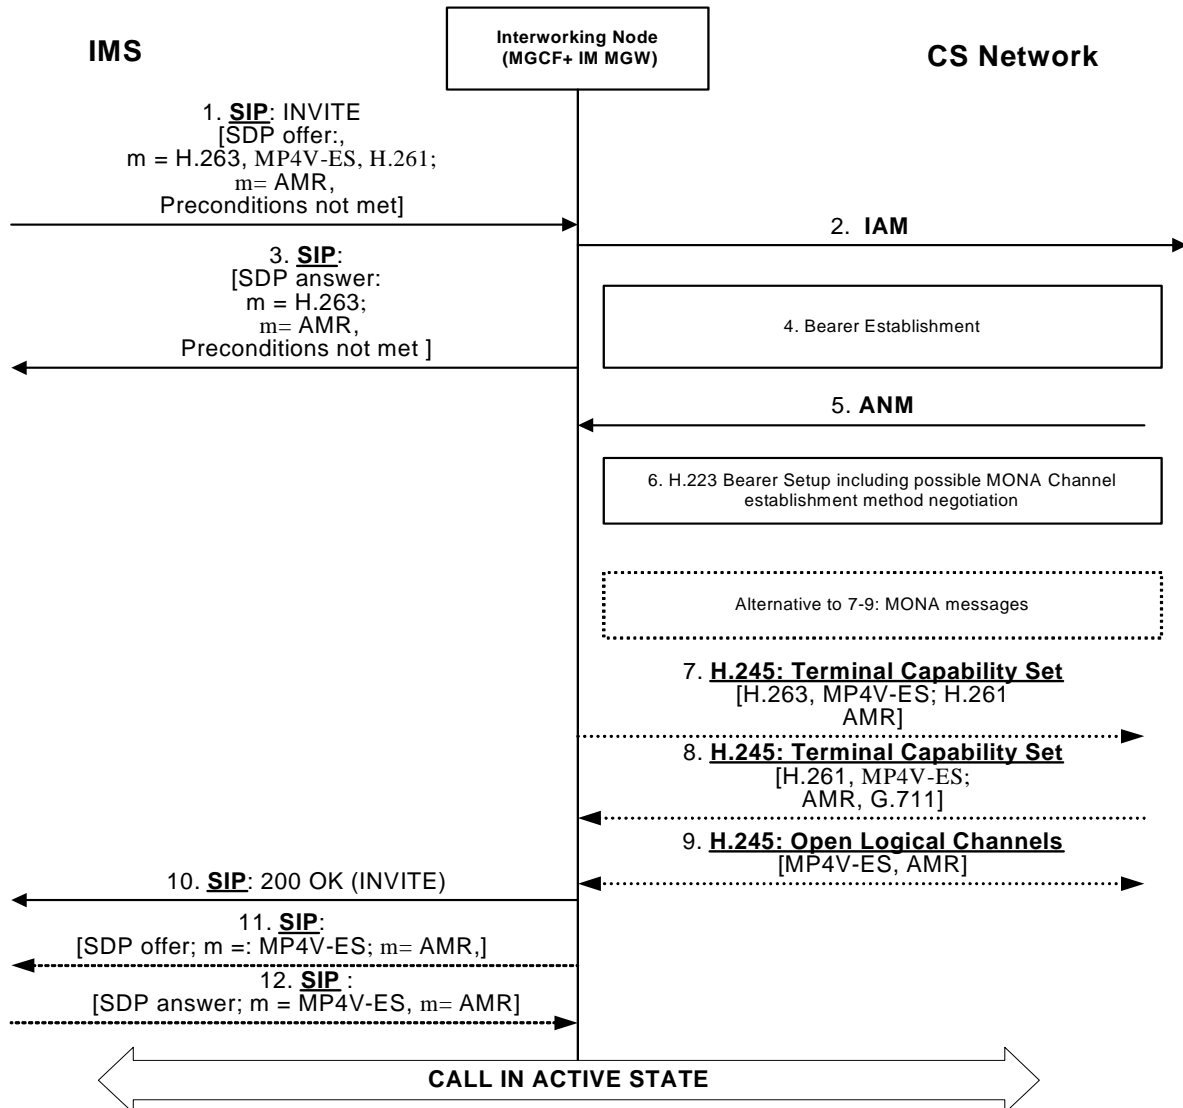 IMS
Interworking Node
(MGCF+ IM MGW)
CS Network
1. SIP: INVITE
[SDP offer:,
m = H.263, MP4V-ES, H.261;
m= AMR,
Preconditions not met]
2. IAM
3. SIP:
[SDP answer:
m = H.263;
m= AMR,
Preconditions not met ]
4. Bearer Establishment
5. ANM
6. H.223 Bearer Setup including possible MONA Channel
establishment method negotiation
Alternative to 7-9: MONA messages
7. H.245: Terminal Capability Set
[H.263, MP4V-ES; H.261
AMR]
8. H.245: Terminal Capability Set
[H.261, MP4V-ES;
AMR, G.711]
9. H.245: Open Logical Channels
[MP4V-ES, AMR]
10. SIP: 200 OK (INVITE)
11. SIP:
[SDP offer; m =: MP4V-ES; m= AMR,]
12. SIP :
[SDP answer; m = MP4V-ES, m= AMR]
CALL IN ACTIVE STATE